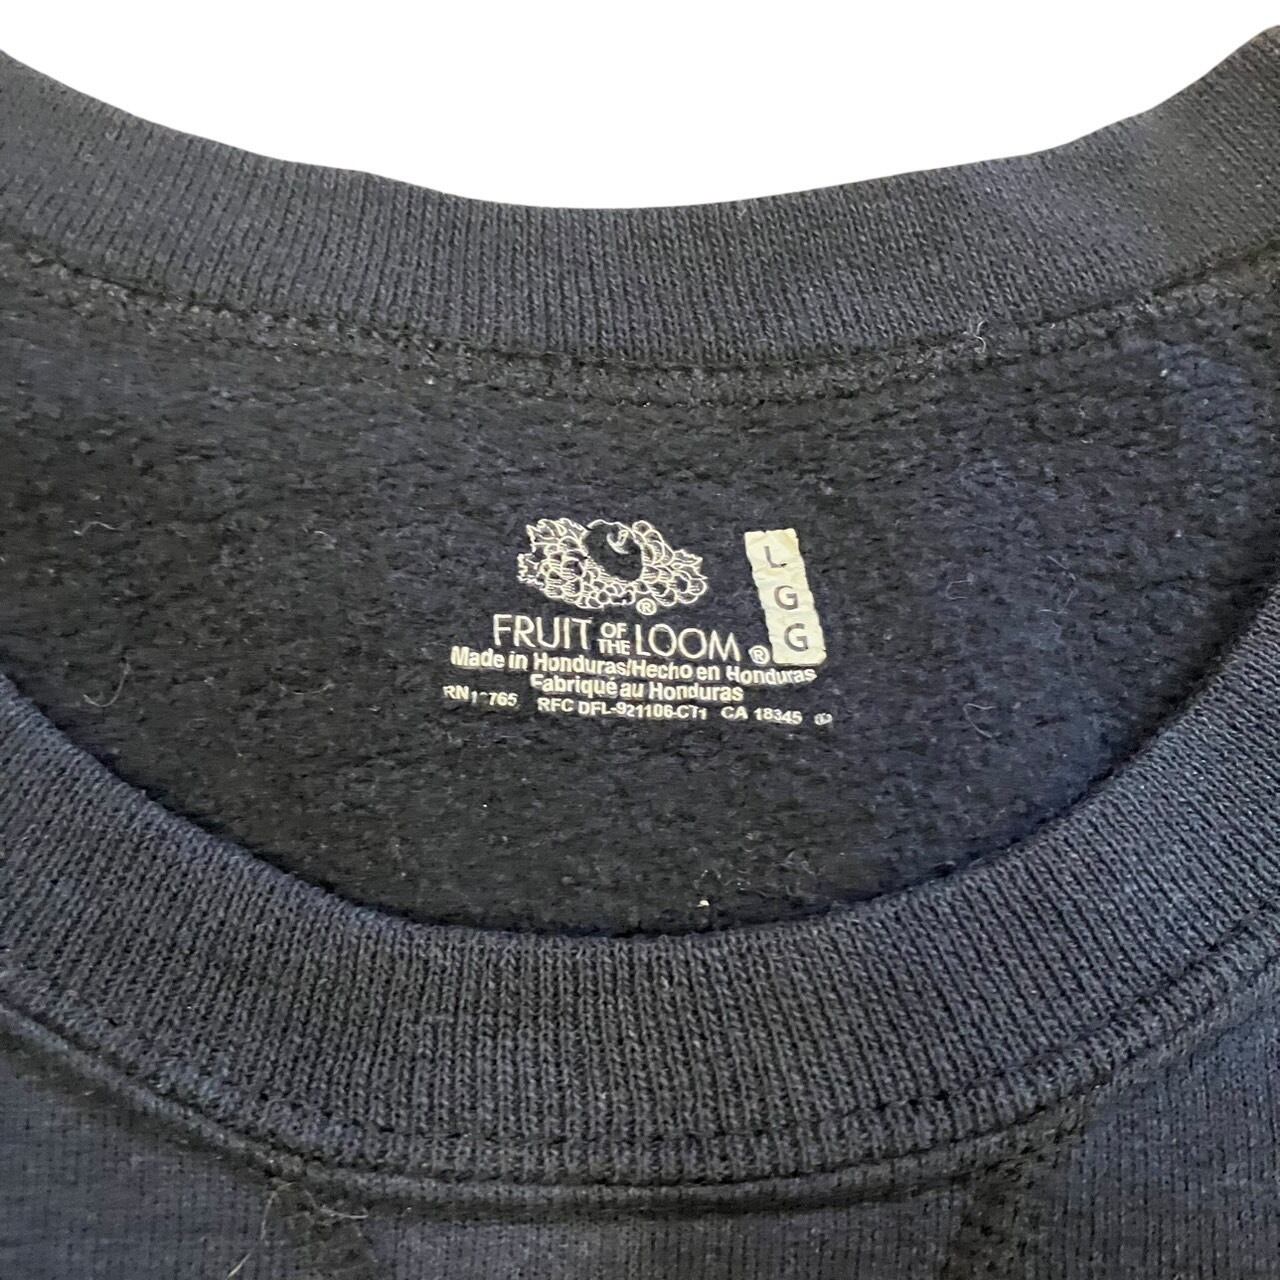 L
G
G
FRUIT OF THE LOOM ®
Made in Honduras/Hecho en Honduras
Fabriqué au Honduras
RFC DFL-921106-CT1 CA 18345